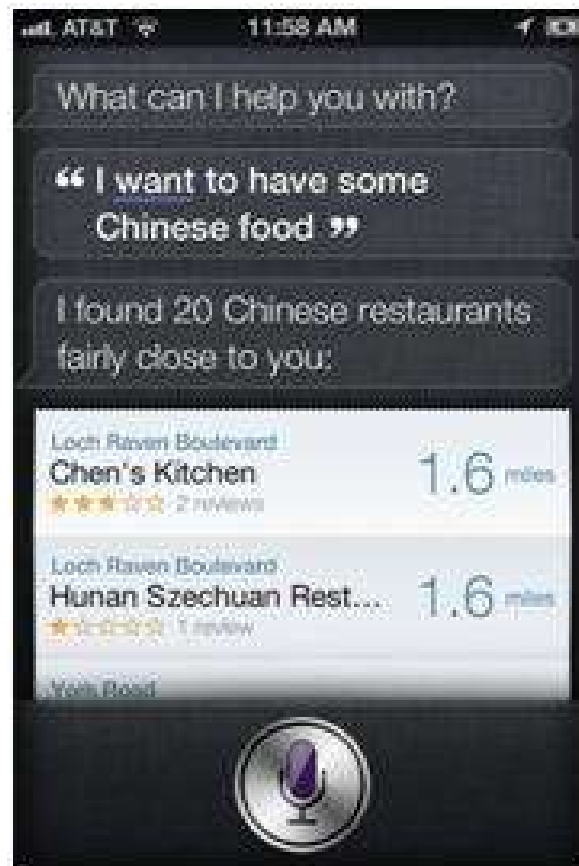 AT&T 11:58 AM
What can I help you with?
“ I want to have some
Chinese food ”
I found 20 Chinese restaurants
fairly close to you:
Loch Raven Boulevard
Chen's Kitchen
1.6 miles
2 reviews
Loch Raven Boulevard
Hunan Szechuan Rest...
1.6 miles
1 review
York Road